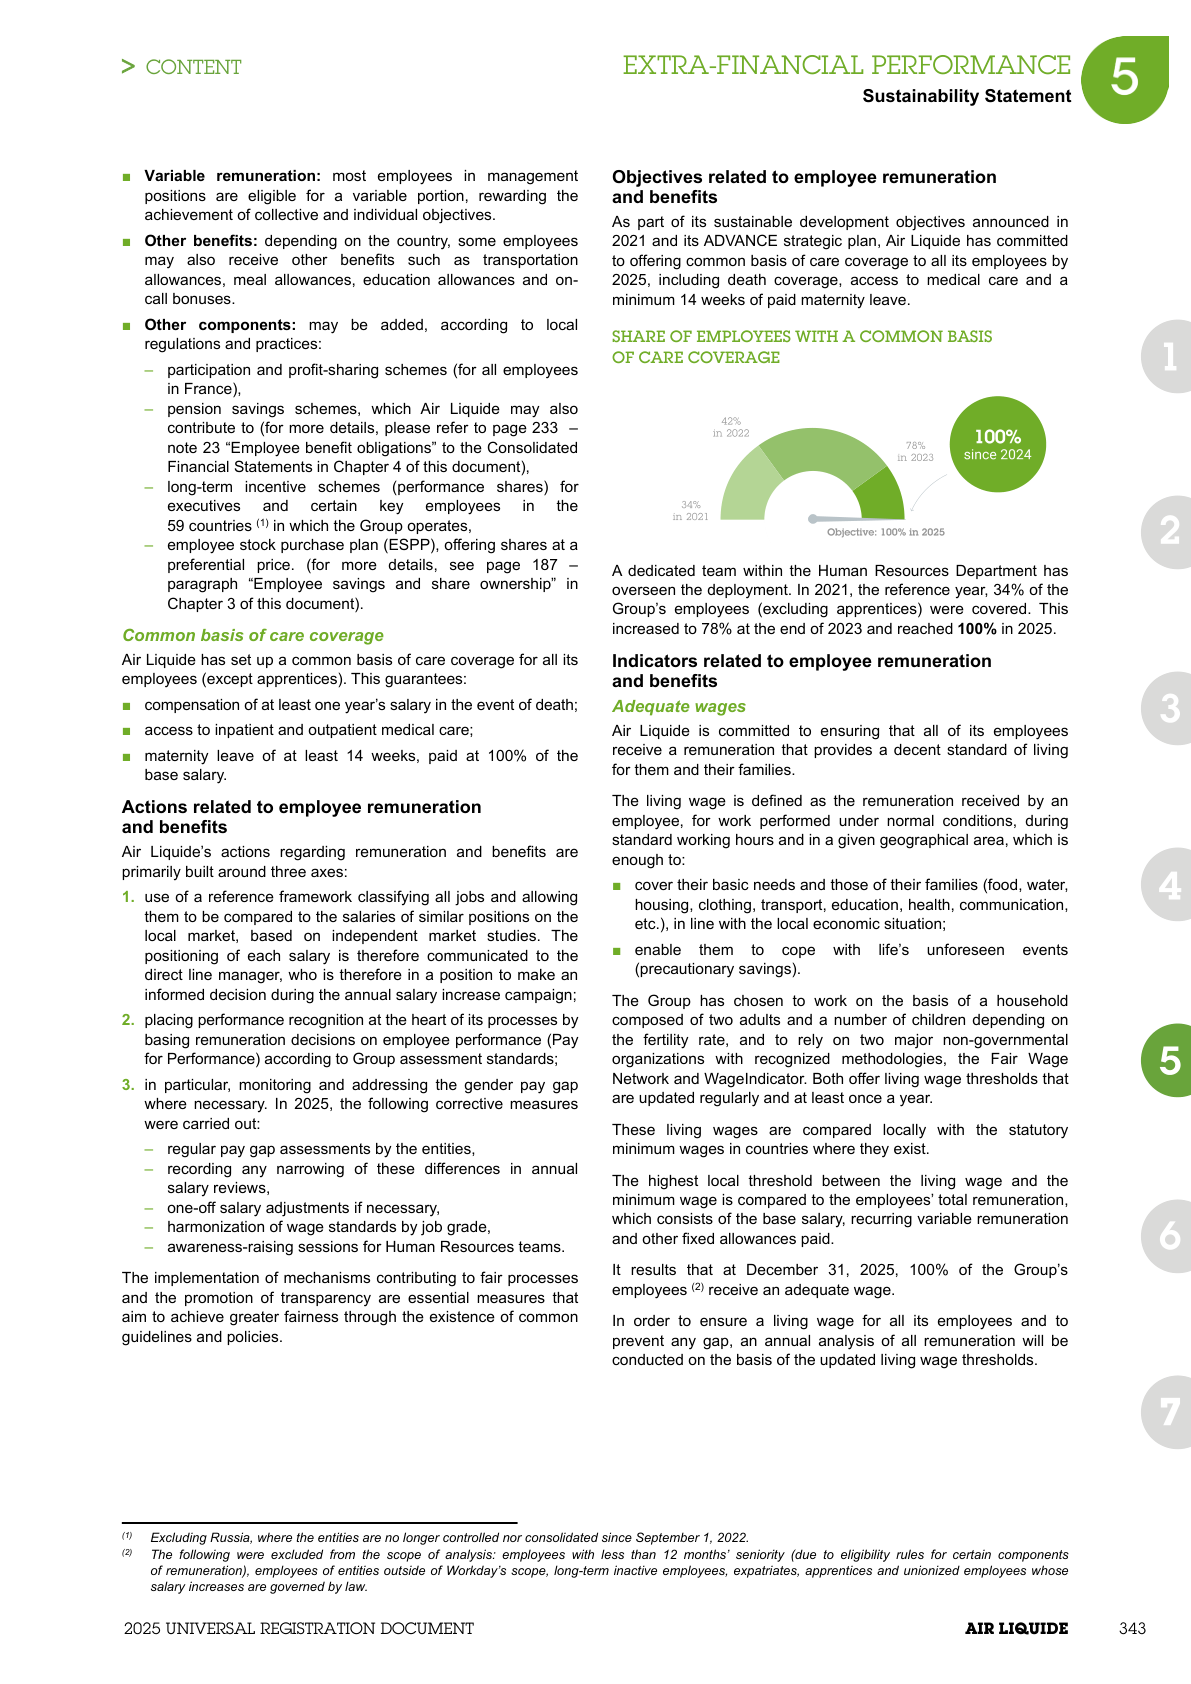 > CONTENT
EXTRA-FINANCIAL PERFORMANCE
Sustainability Statement
5
■ Variable remuneration: most employees in management
positions are eligible for a variable portion, rewarding the
achievement of collective and individual objectives.
■ Other benefits: depending on the country, some employees
may also receive other benefits such as transportation
allowances, meal allowances, education allowances and on-
call bonuses.
■ Other components: may be added, according to local
regulations and practices:
– participation and profit-sharing schemes (for all employees
in France),
– pension savings schemes, which Air Liquide may also
contribute to (for more details, please refer to page 233 –
note 23 “Employee benefit obligations” to the Consolidated
Financial Statements in Chapter 4 of this document),
– long-term incentive schemes (performance shares) for
executives and certain key employees in the
59 countries (1) in which the Group operates,
– employee stock purchase plan (ESPP), offering shares at a
preferential price. (for more details, see page 187 –
paragraph “Employee savings and share ownership” in
Chapter 3 of this document).
Common basis of care coverage
Air Liquide has set up a common basis of care coverage for all its
employees (except apprentices). This guarantees:
■ compensation of at least one year’s salary in the event of death;
■ access to inpatient and outpatient medical care;
■ maternity leave of at least 14 weeks, paid at 100% of the
base salary.
Actions related to employee remuneration
and benefits
Air Liquide’s actions regarding remuneration and benefits are
primarily built around three axes:
1. use of a reference framework classifying all jobs and allowing
them to be compared to the salaries of similar positions on the
local market, based on independent market studies. The
positioning of each salary is therefore communicated to the
direct line manager, who is therefore in a position to make an
informed decision during the annual salary increase campaign;
2. placing performance recognition at the heart of its processes by
basing remuneration decisions on employee performance (Pay
for Performance) according to Group assessment standards;
3. in particular, monitoring and addressing the gender pay gap
where necessary. In 2025, the following corrective measures
were carried out:
– regular pay gap assessments by the entities,
– recording any narrowing of these differences in annual
salary reviews,
– one-off salary adjustments if necessary,
– harmonization of wage standards by job grade,
– awareness-raising sessions for Human Resources teams.
The implementation of mechanisms contributing to fair processes
and the promotion of transparency are essential measures that
aim to achieve greater fairness through the existence of common
guidelines and policies.
Objectives related to employee remuneration
and benefits
As part of its sustainable development objectives announced in
2021 and its ADVANCE strategic plan, Air Liquide has committed
to offering common basis of care coverage to all its employees by
2025, including death coverage, access to medical care and a
minimum 14 weeks of paid maternity leave.
SHARE OF EMPLOYEES WITH A COMMON BASIS
OF CARE COVERAGE
34%
in 2021
42%
in 2022
78%
in 2023
100%
since 2024
Objective: 100% in 2025
A dedicated team within the Human Resources Department has
overseen the deployment. In 2021, the reference year, 34% of the
Group’s employees (excluding apprentices) were covered. This
increased to 78% at the end of 2023 and reached 100% in 2025.
Indicators related to employee remuneration
and benefits
Adequate wages
Air Liquide is committed to ensuring that all of its employees
receive a remuneration that provides a decent standard of living
for them and their families.
The living wage is defined as the remuneration received by an
employee, for work performed under normal conditions, during
standard working hours and in a given geographical area, which is
enough to:
■ cover their basic needs and those of their families (food, water,
housing, clothing, transport, education, health, communication,
etc.), in line with the local economic situation;
■ enable them to cope with life’s unforeseen events
(precautionary savings).
The Group has chosen to work on the basis of a household
composed of two adults and a number of children depending on
the fertility rate, and to rely on two major non-governmental
organizations with recognized methodologies, the Fair Wage
Network and WageIndicator. Both offer living wage thresholds that
are updated regularly and at least once a year.
These living wages are compared locally with the statutory
minimum wages in countries where they exist.
The highest local threshold between the living wage and the
minimum wage is compared to the employees’ total remuneration,
which consists of the base salary, recurring variable remuneration
and other fixed allowances paid.
It results that at December 31, 2025, 100% of the Group’s
employees (2) receive an adequate wage.
In order to ensure a living wage for all its employees and to
prevent any gap, an annual analysis of all remuneration will be
conducted on the basis of the updated living wage thresholds.
1
2
3
4
5
6
7
(1) Excluding Russia, where the entities are no longer controlled nor consolidated since September 1, 2022.
(2) The following were excluded from the scope of analysis: employees with less than 12 months’ seniority (due to eligibility rules for certain components
of remuneration), employees of entities outside of Workday’s scope, long-term inactive employees, expatriates, apprentices and unionized employees whose
salary increases are governed by law.
2025 UNIVERSAL REGISTRATION DOCUMENT
AIR LIQUIDE
343